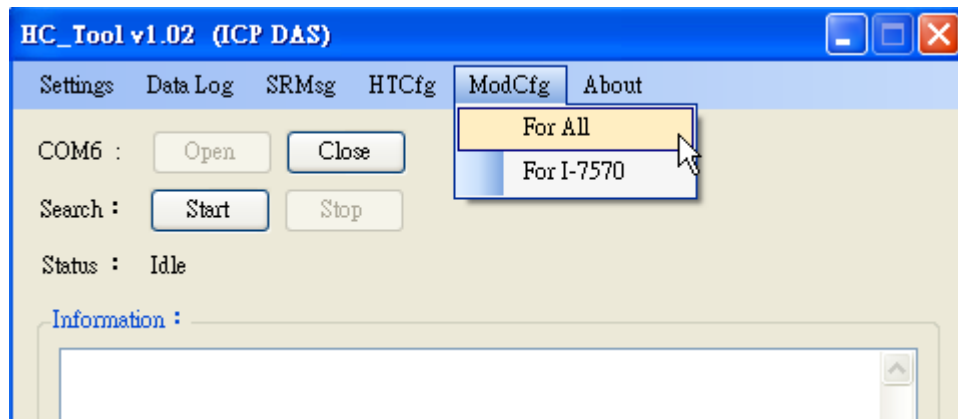 HC_Tool v1.02 (ICP DAS)
Settings Data Log SRMsg HTCfg ModCfg About
For All
For I-7570
COM6 : Open Close
Search : Start Stop
Status : Idle
Information :